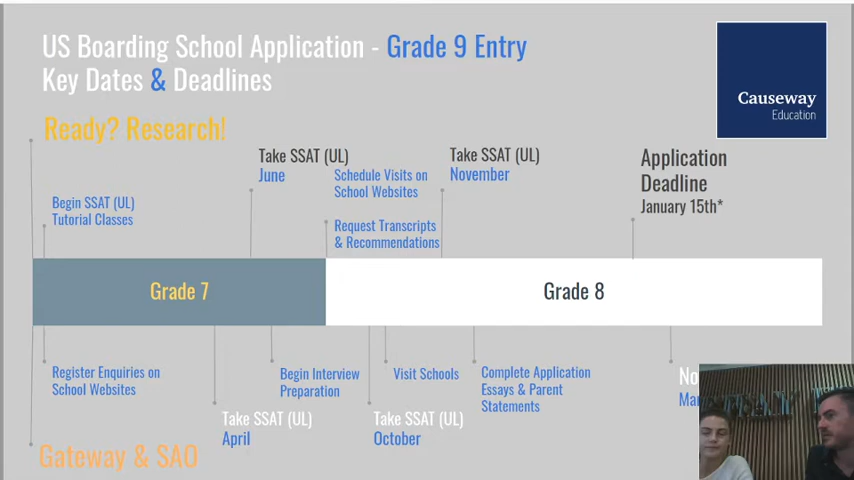 US Boarding School Application - Grade 9 Entry
Key Dates & Deadlines
Causeway
Education
Ready? Research!
Take SSAT (UL)
June
Schedule Visits on
School Websites
Take SSAT (UL)
November
Application
Deadline
January 15th*
Begin SSAT (UL)
Tutorial Classes
Request Transcripts
& Recommendations
Grade 7
Grade 8
Register Enquiries on
School Websites
Begin Interview
Preparation
Visit Schools
Complete Application
Essays & Parent
Statements
Take SSAT (UL)
April
Take SSAT (UL)
October
Gateway & SAO